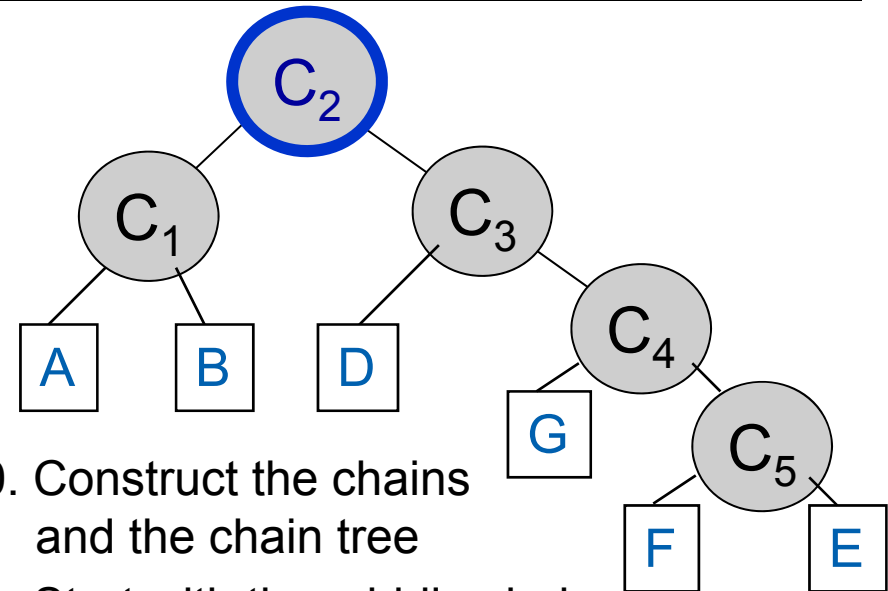 C2
C1
C3
C4
A
B
D
G
C5
. Construct the chains
and the chain tree
F
E